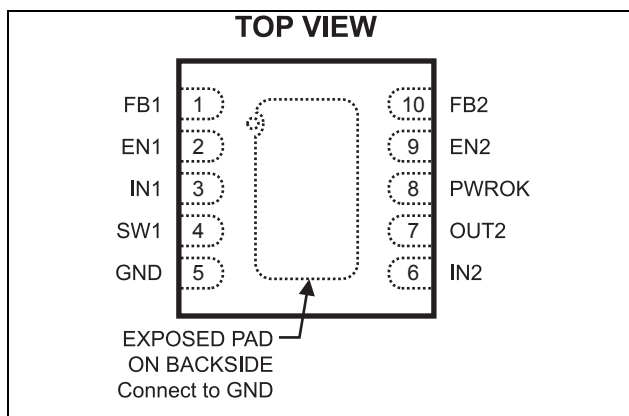 TOP VIEW
FB1 1 10 FB2
EN1 2 9 EN2
IN1 3 8 PWROK
SW1 4 7 OUT2
GND 5 6 IN2
EXPOSED PAD
ON BACKSIDE
Connect to GND